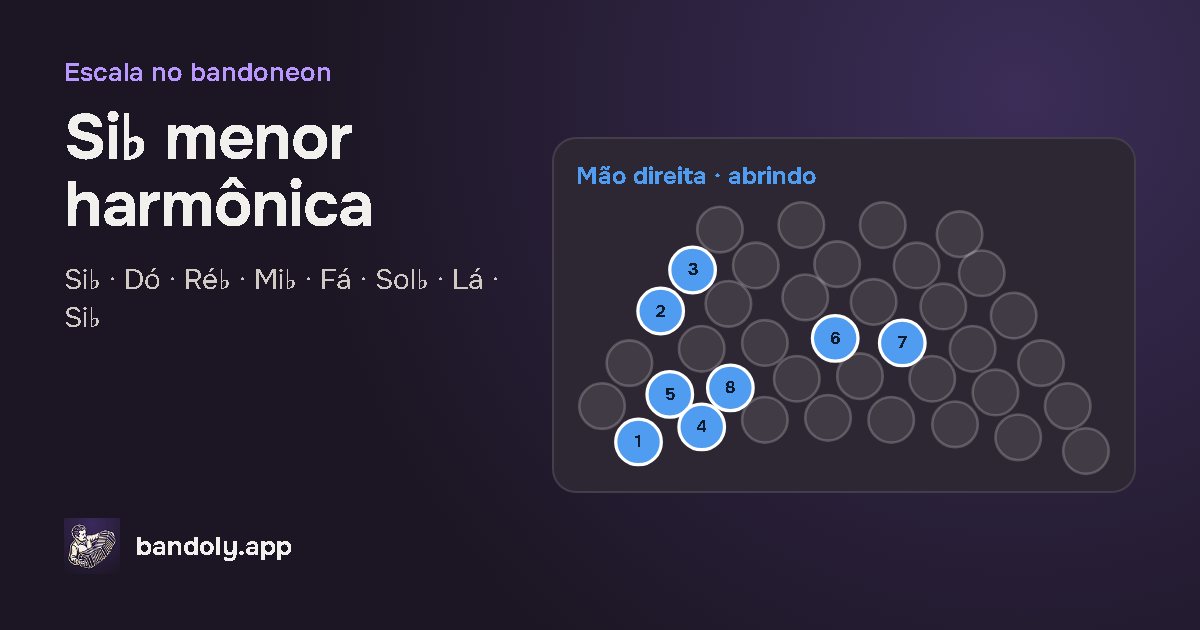 Escala no bandoneon
Si♭ menor
harmônica
Si♭ · Dó · Ré♭ · Mi♭ · Fá · Sol♭ · Lá ·
Si♭
Mão direita · abrindo
3
2
6
7
5
8
4
1
bandoly.app